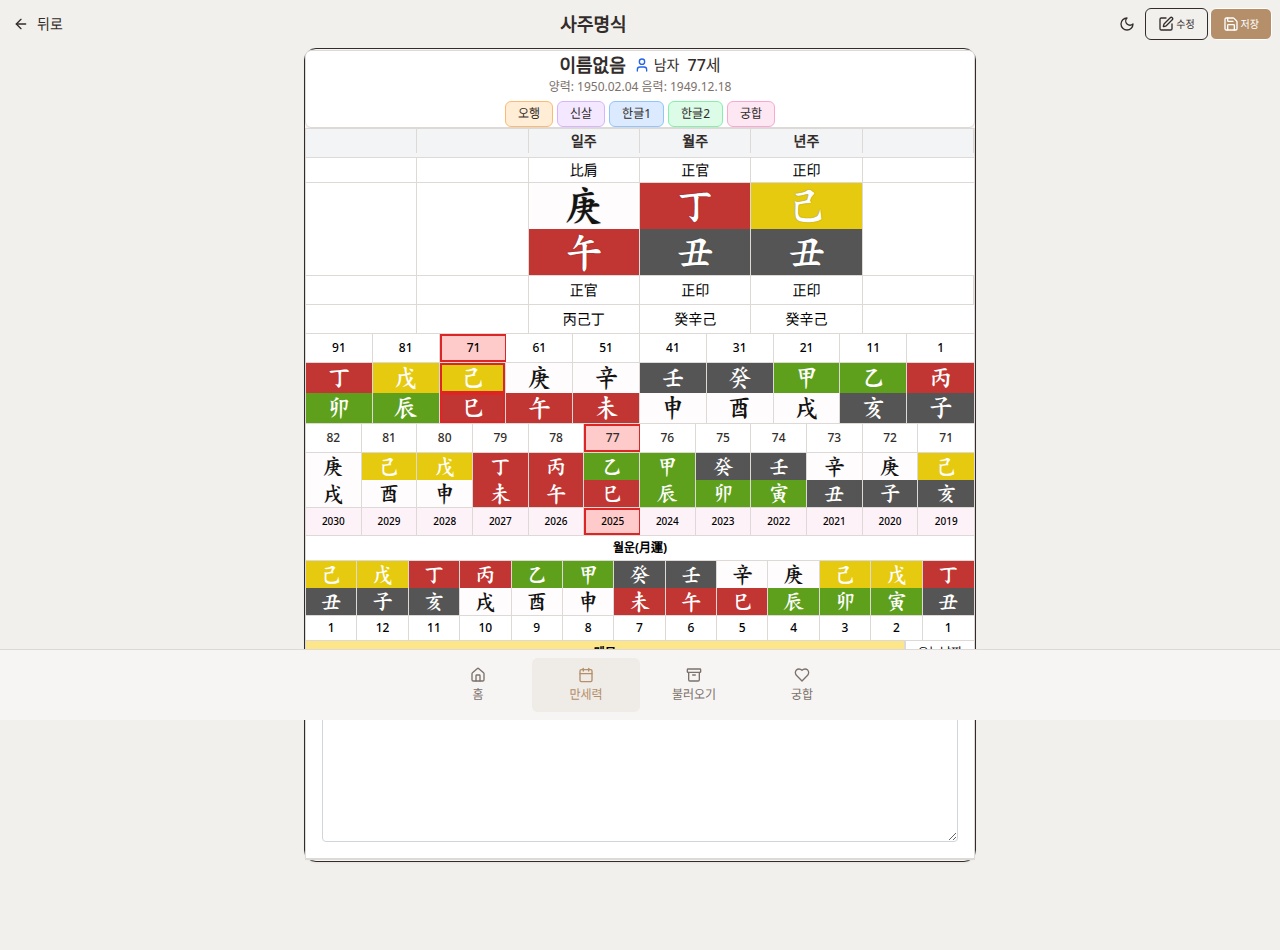 뒤로 사주명식 수정 저장
이름없음 남자 77세
양력: 1950.02.04 음력: 1949.12.18
오행 신살 한글1 한글2 궁합
일주 월주 년주
比肩 正官 正印
庚 丁 己
午 丑 丑
正官 正印 正印
丙己丁 癸辛己 癸辛己
91 81 71 61 51 41 31 21 11 1
丁 戊 己 庚 辛 壬 癸 甲 乙 丙
卯 辰 巳 午 未 申 酉 戌 亥 子
82 81 80 79 78 77 76 75 74 73 72 71
庚 己 戊 丁 丙 乙 甲 癸 壬 辛 庚 己
戌 酉 申 未 午 巳 辰 卯 寅 丑 子 亥
2030 2029 2028 2027 2026 2025 2024 2023 2022 2021 2020 2019
월운(月運)
己 戊 丁 丙 乙 甲 癸 壬 辛 庚 己 戊 丁
丑 子 亥 戌 酉 申 未 午 巳 辰 卯 寅 丑
1 12 11 10 9 8 7 6 5 4 3 2 1
홈 만세력 불러오기 궁합